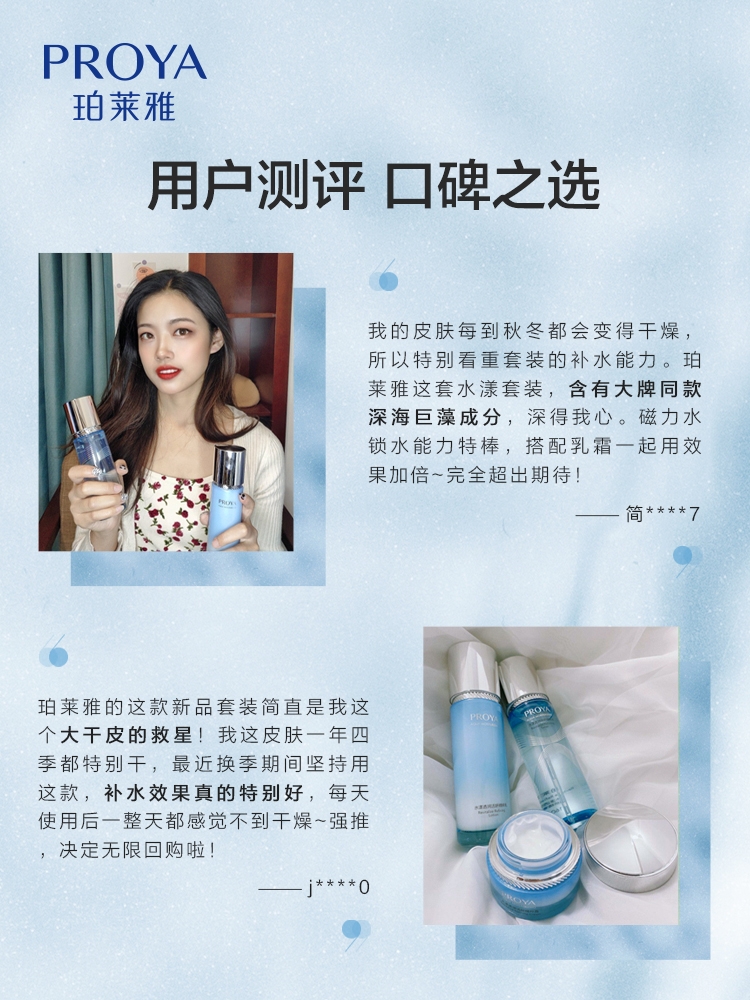 PROYA
珀莱雅
用户测评 口碑之选
我的皮肤每到秋冬都会变得干燥，
所以特别看重套装的补水能力。珀
莱雅这套水漾套装，含有大牌同款
深海巨藻成分，深得我心。磁力水
锁水能力特棒，搭配乳霜一起用效
果加倍~完全超出期待！
—— 简****7
PROYA
珀莱雅的这款新品套装简直是我这
个大干皮的救星！我这皮肤一年四
季都特别干，最近换季期间坚持用
这款，补水效果真的特别好，每天
使用后一整天都感觉不到干燥~强推
，决定无限回购啦！
—— j****0
PROYA
PROYA
PROYA